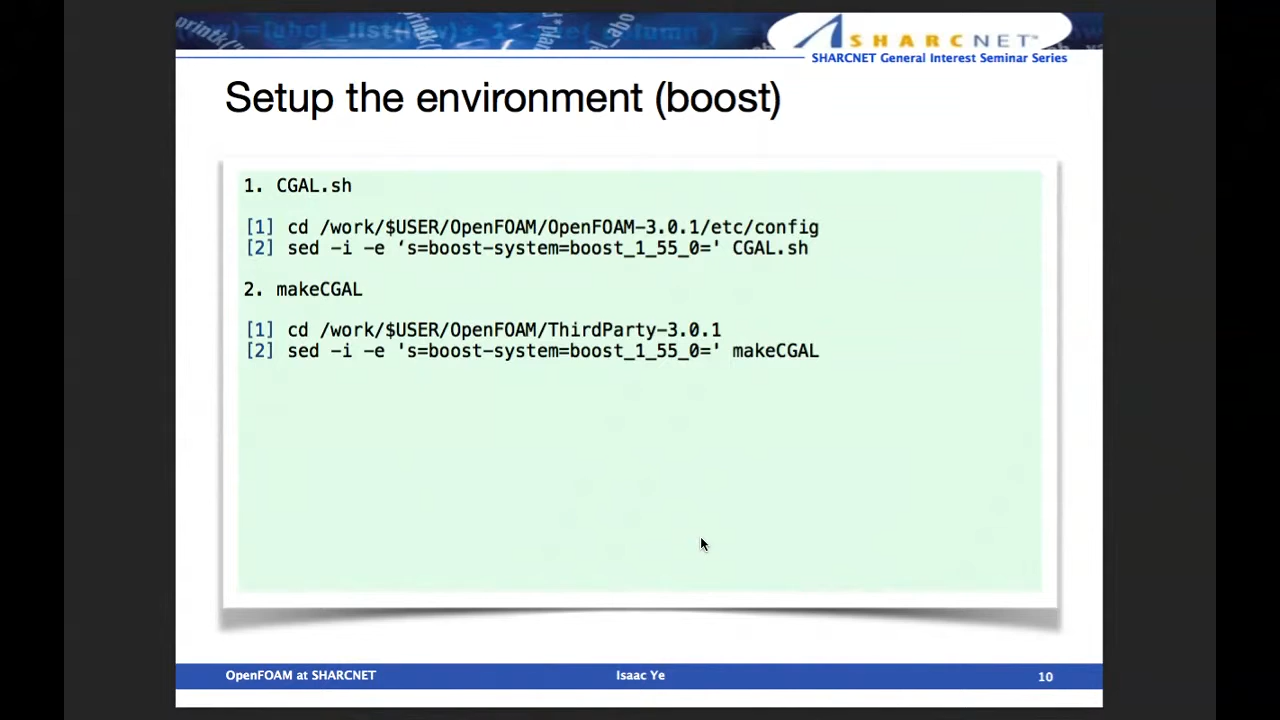 printk("
ASHARCNET™
SHARCNET General Interest Seminar Series
Setup the environment (boost)
1. CGAL.sh
[1] cd /work/$USER/OpenFOAM/OpenFOAM-3.0.1/etc/config
[2] sed -i -e ‘s=boost-system=boost_1_55_0=' CGAL.sh
2. makeCGAL
[1] cd /work/$USER/OpenFOAM/ThirdParty-3.0.1
[2] sed -i -e 's=boost-system=boost_1_55_0=' makeCGAL
OpenFOAM at SHARCNET
Isaac Ye
10